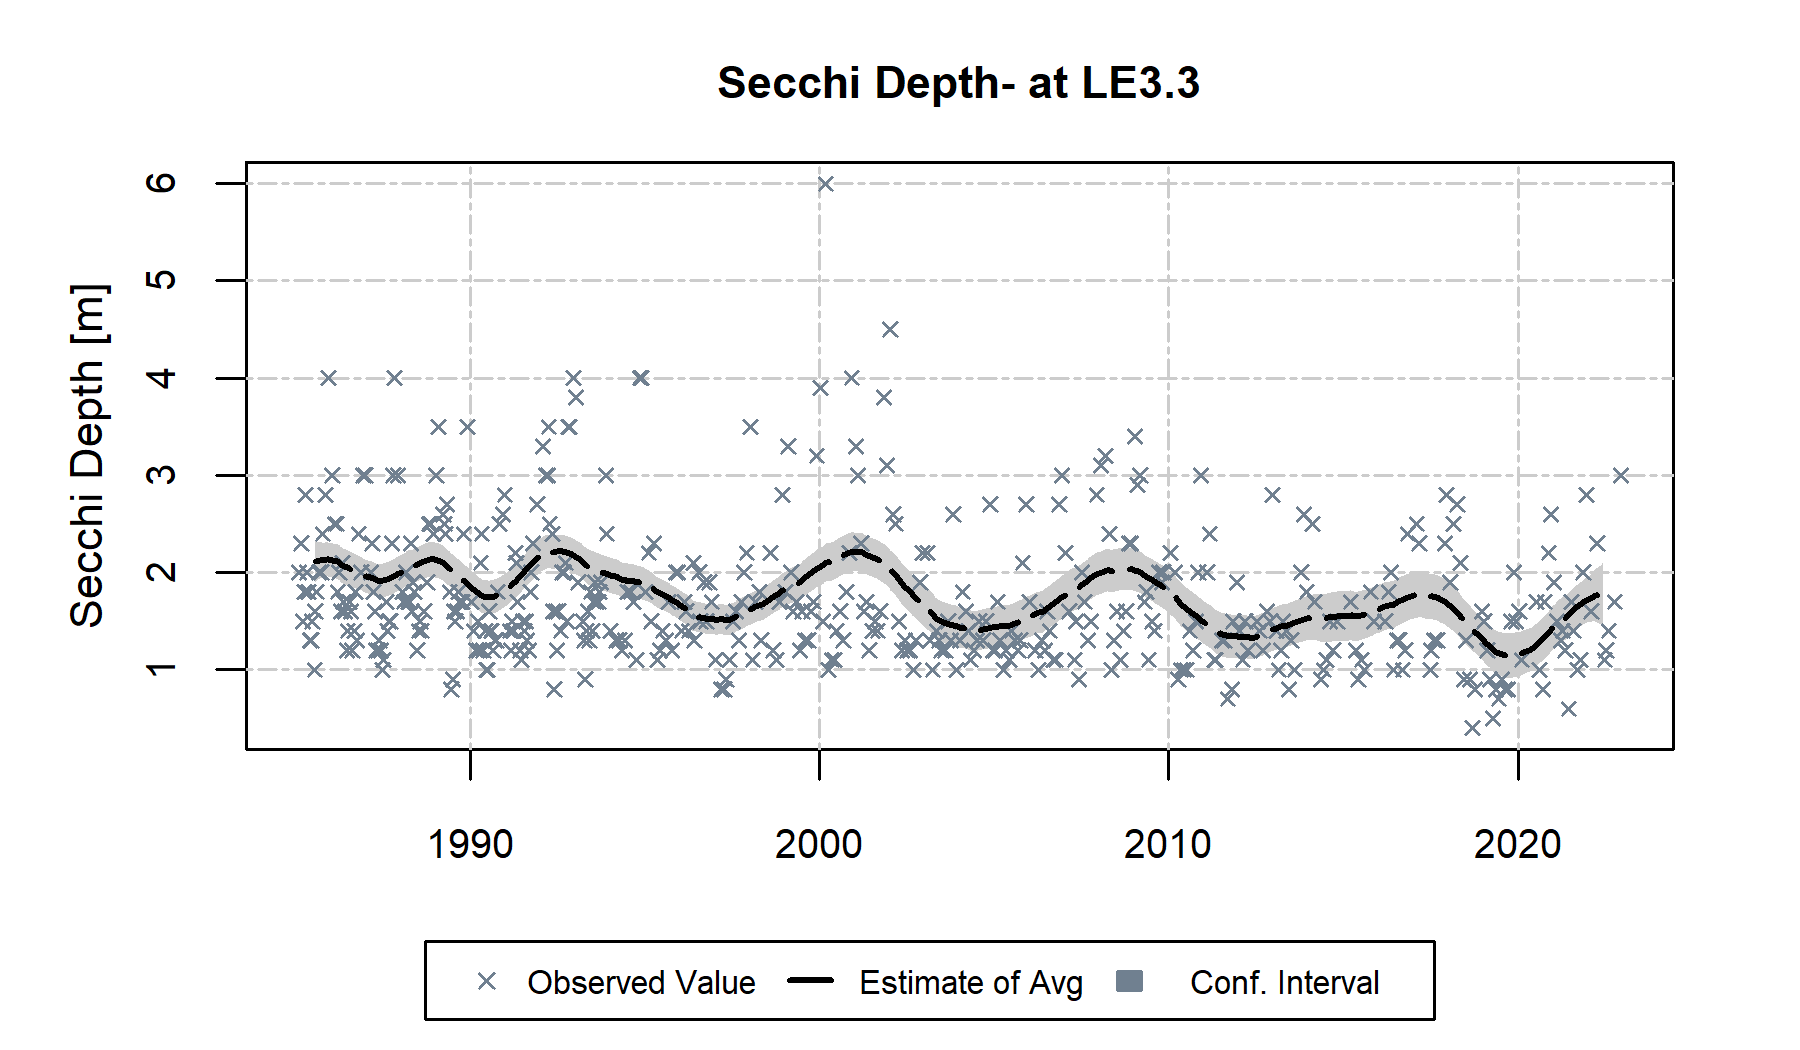 Secchi Depth- at LE3.3
Secchi Depth [m]
6
5
4
3
2
1
1990 2000 2010 2020
Observed Value Estimate of Avg Conf. Interval